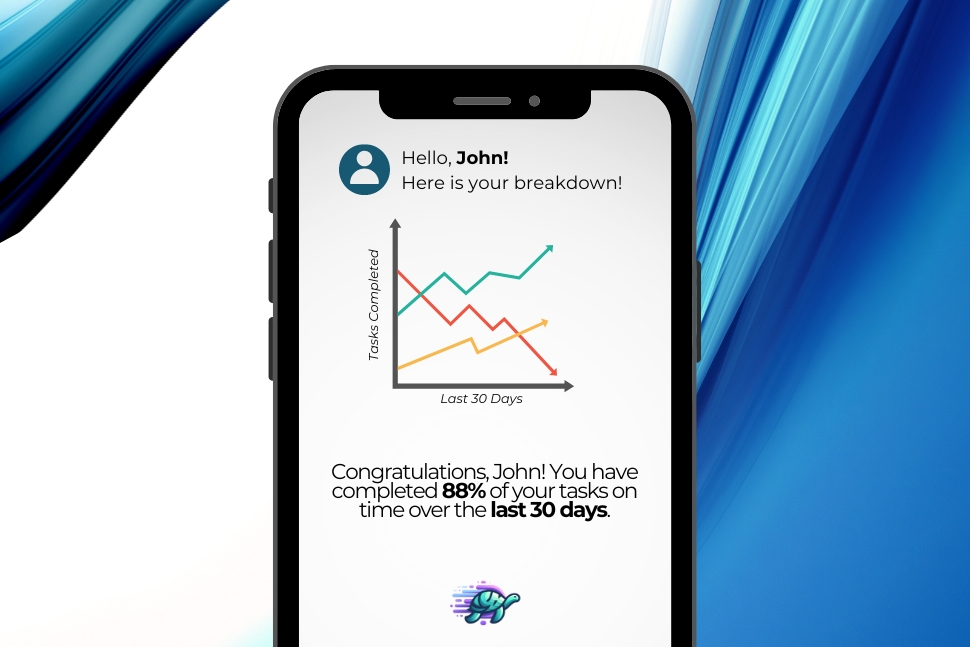 Hello, John!
Here is your breakdown!
Tasks Completed
Last 30 Days
Congratulations, John! You have
completed 88% of your tasks on
time over the last 30 days.